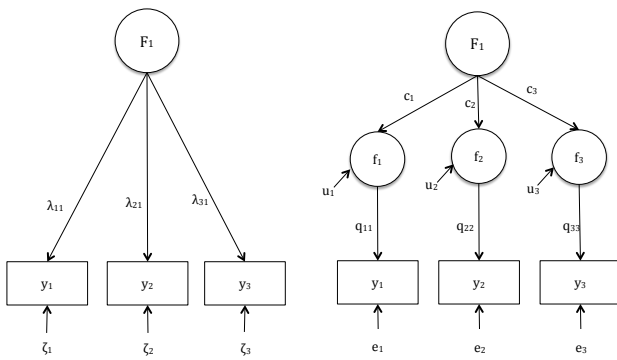 F₁ F₁
c₁ c₂ c₃
f₁ f₂ f₃
u₁ u₂ u₃
λ₁₁ λ₂₁ λ₃₁ q₁₁ q₂₂ q₃₃
y₁ y₂ y₃ y₁ y₂ y₃
ζ₁ ζ₂ ζ₃ e₁ e₂ e₃